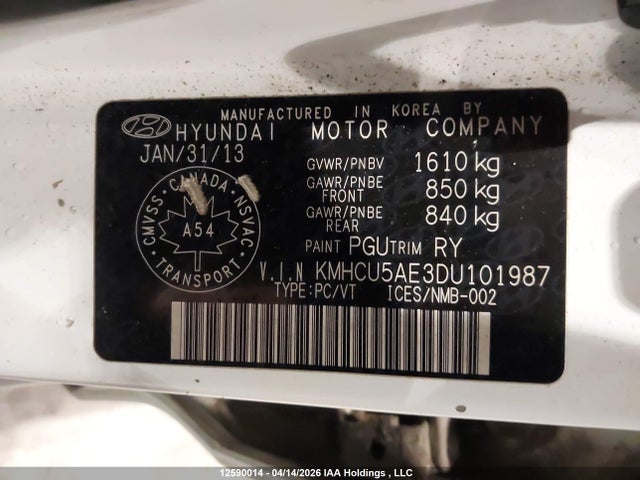 MANUFACTURED IN KOREA BY
HYUNDAI MOTOR COMPANY
JAN/31/13
GVWR/PNBV 1610 kg
GAWR/PNBE FRONT 850 kg
GAWR/PNBE REAR 840 kg
CANADA
CMVSS NSVAC
A54
TRANSPORT
PAINT PGU TRIM RY
V.I.N KMHCU5AE3DU101987
TYPE:PC/VT ICES/NMB-002
12590014 - 04/14/2026 IAA Holdings , LLC